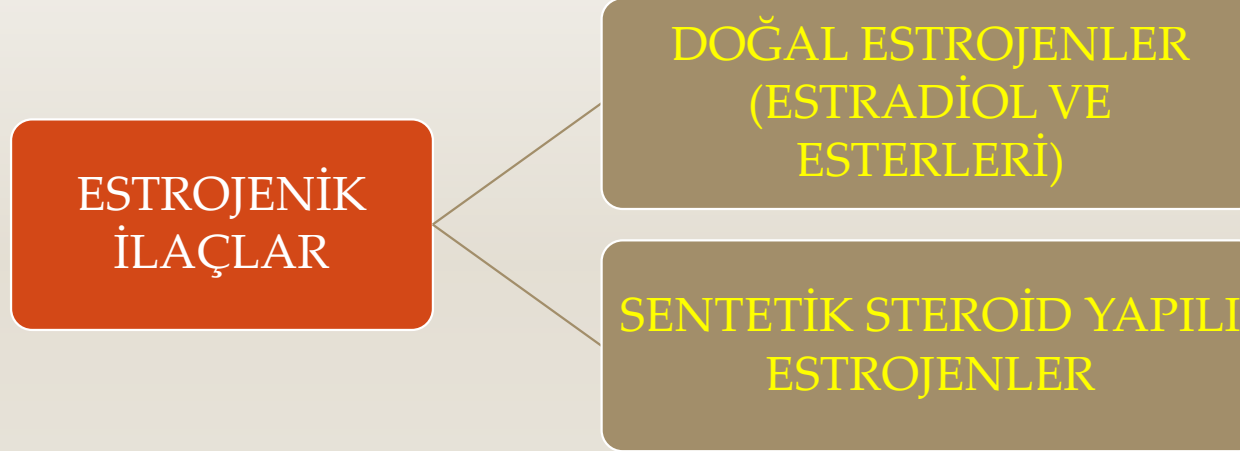 ESTROJENİK
İLAÇLAR
DOĞAL ESTROJENLER
(ESTRADİOL VE
ESTERLERİ)
SENTETİK STEROİD YAPILI
ESTROJENLER